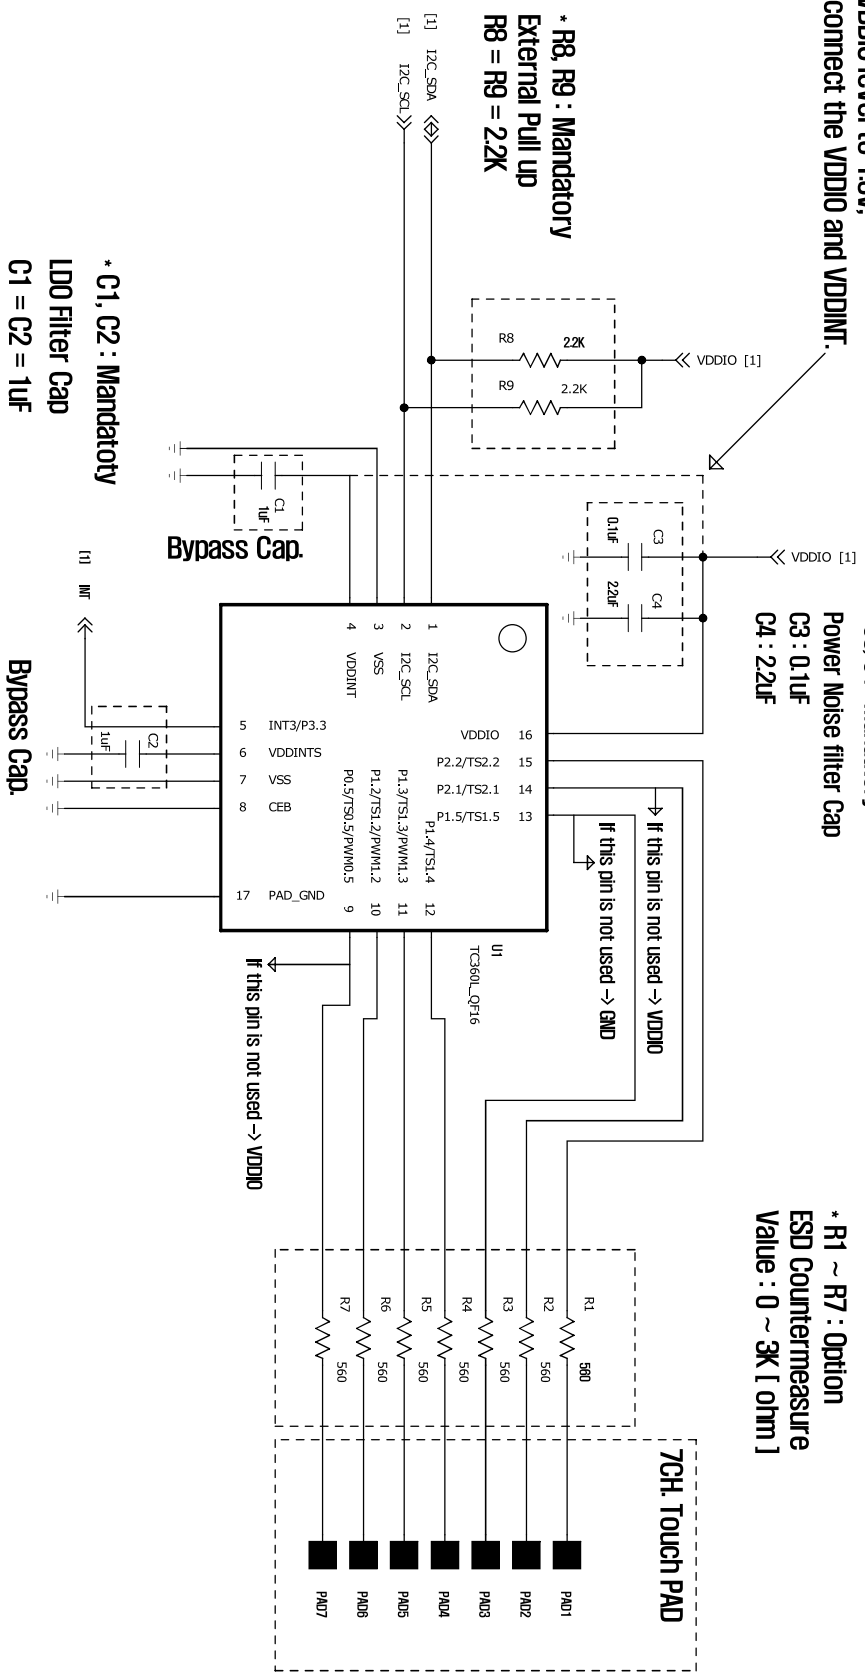 VDDIO level to 1.8V,
connect the VDDIO and VDDINT.
* R8, R9 : Mandatory
External Pull up
R8 = R9 = 2.2K
[1] I2C_SDA
[1] I2C_SCL
R8
2.2K
R9
2.2K
VDDIO [1]
VDDIO [1]
C3
0.1uF
C4
2.2uF
Power Noise filter Cap
C3 : 0.1uF
C4 : 2.2uF
* C1, C2 : Mandatoty
LDO Filter Cap
C1 = C2 = 1uF
C1
1uF
Bypass Cap.
[1] INT
C2
1uF
Bypass Cap.
1 I2C_SDA
2 I2C_SCL
3 VSS
4 VDDINT
5 INT3/P3.3
6 VDDINTS
7 VSS
8 CEB
17 PAD_GND
VDDIO 16
P2.2/TS2.2 15
P2.1/TS2.1 14
P1.5/TS1.5 13
P1.4/TS1.4 12
P1.3/TS1.3/PWM1.3 11
P1.2/TS1.2/PWM1.2 10
P0.5/TS0.5/PWM0.5 9
U1
TC360L_QF16
If this pin is not used -> VDDIO
If this pin is not used -> GND
If this pin is not used -> VDDIO
* R1 ~ R7 : Option
ESD Countermeasure
Value : 0 ~ 3K [ ohm ]
R1
560
R2
560
R3
560
R4
560
R5
560
R6
560
R7
560
7CH. Touch PAD
PAD1
PAD2
PAD3
PAD4
PAD5
PAD6
PAD7